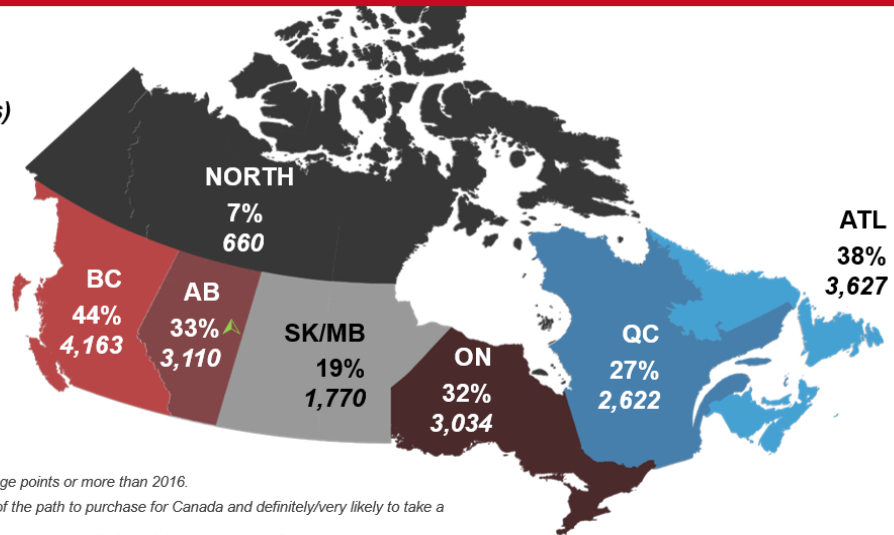 s)
NORTH
7%
660
ATL
38%
3,627
BC
44%
4,163
AB
33%
3,110
SK/MB
19%
1,770
ON
32%
3,034
QC
27%
2,622
ge points or more than 2016.
of the path to purchase for Canada and definitely/very likely to take a